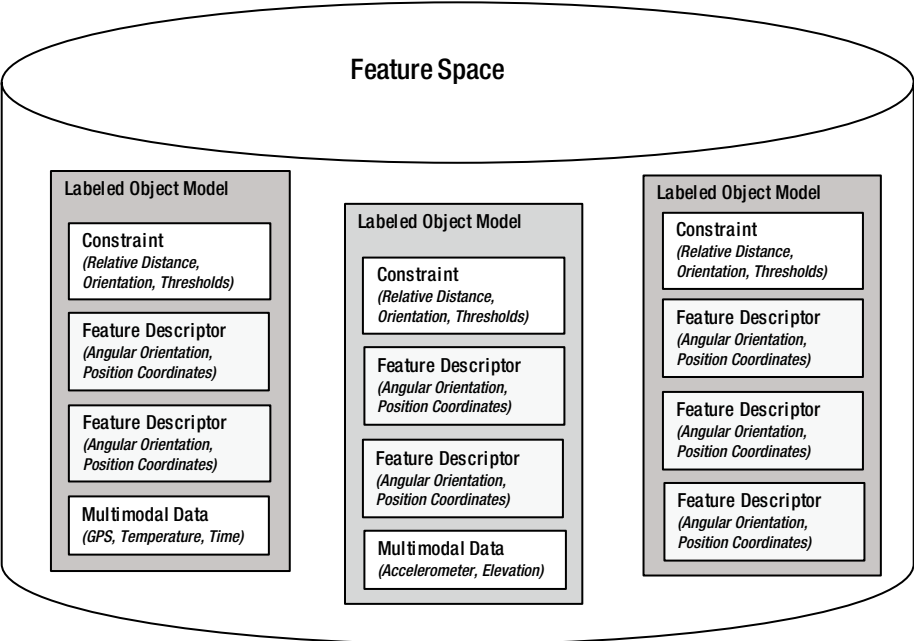 Feature Space
Labeled Object Model
Constraint
(Relative Distance,
Orientation, Thresholds)
Feature Descriptor
(Angular Orientation,
Position Coordinates)
Feature Descriptor
(Angular Orientation,
Position Coordinates)
Multimodal Data
(GPS, Temperature, Time)
Labeled Object Model
Constraint
(Relative Distance,
Orientation, Thresholds)
Feature Descriptor
(Angular Orientation,
Position Coordinates)
Feature Descriptor
(Angular Orientation,
Position Coordinates)
Multimodal Data
(Accelerometer, Elevation)
Labeled Object Model
Constraint
(Relative Distance,
Orientation, Thresholds)
Feature Descriptor
(Angular Orientation,
Position Coordinates)
Feature Descriptor
(Angular Orientation,
Position Coordinates)
Feature Descriptor
(Angular Orientation,
Position Coordinates)